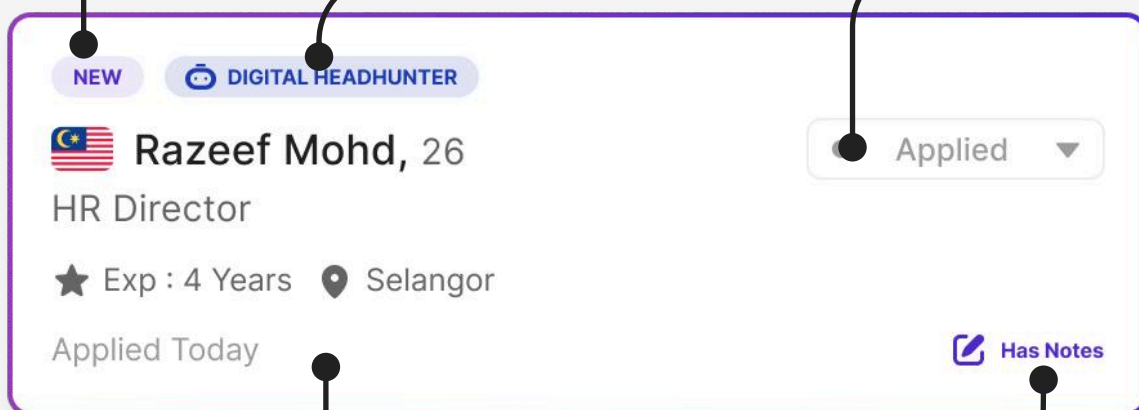 NEW DIGITAL HEADHUNTER
Razeef Mohd, 26
Applied
HR Director
Exp : 4 Years Selangor
Applied Today
Has Notes